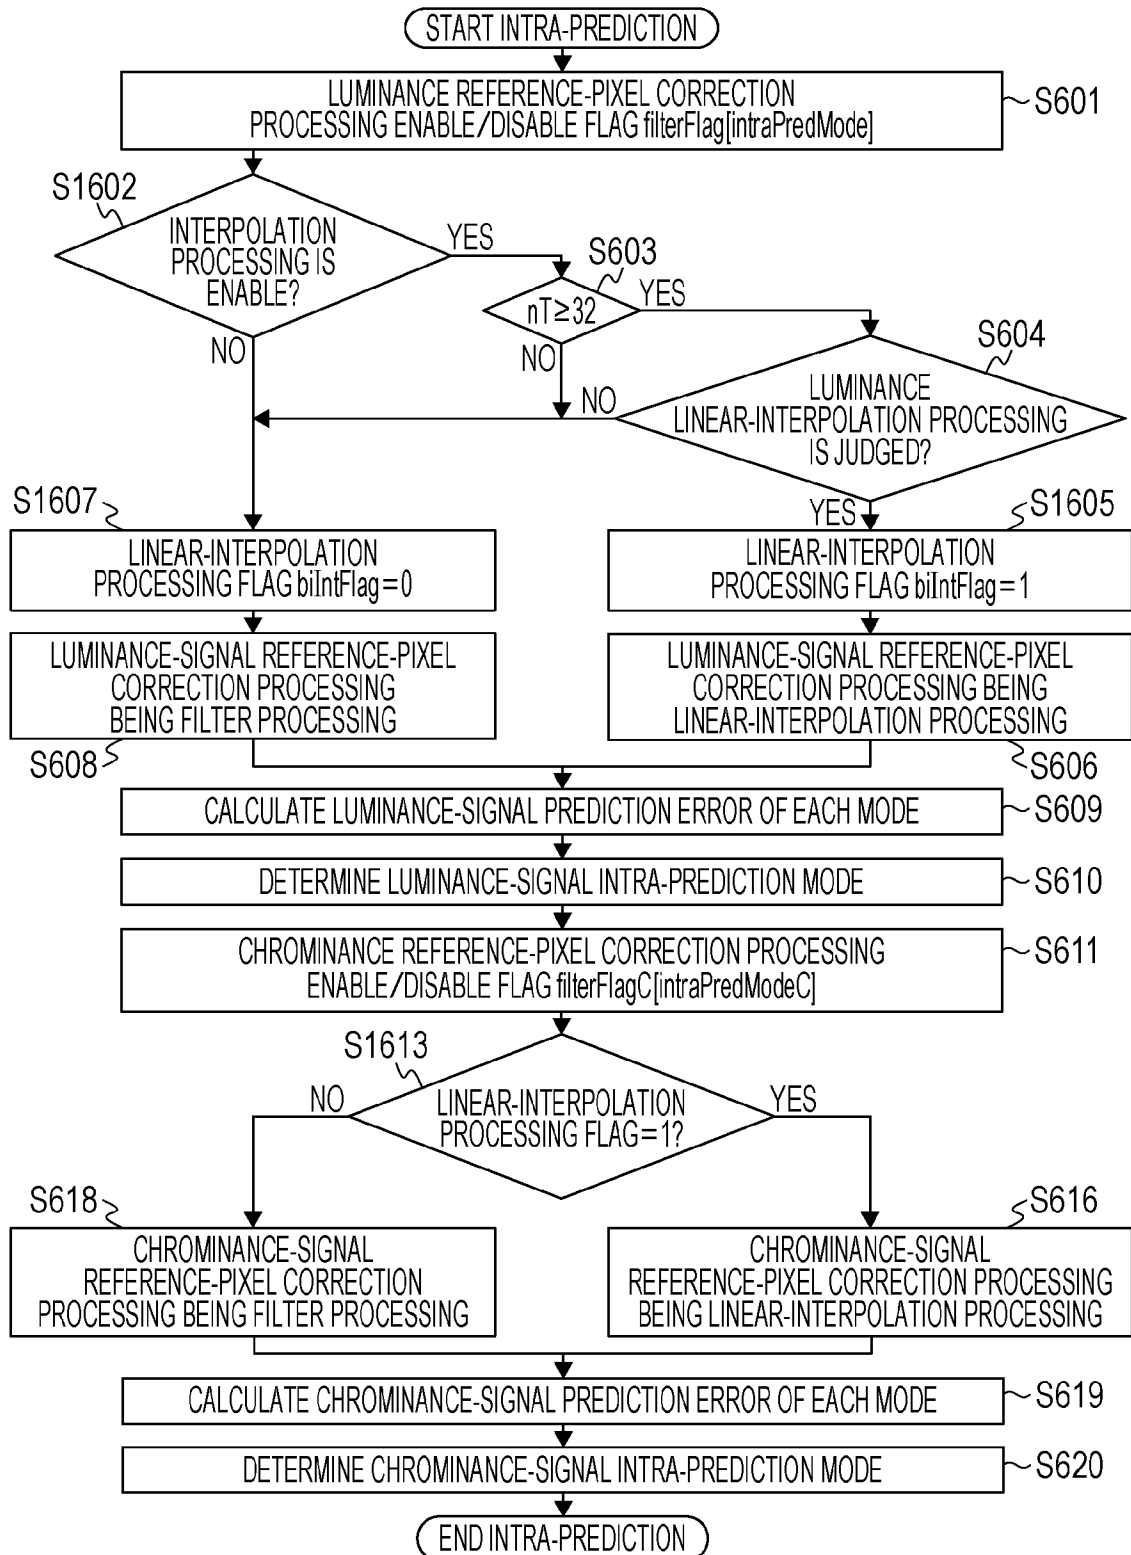 START INTRA-PREDICTION
LUMINANCE REFERENCE-PIXEL CORRECTION
PROCESSING ENABLE/DISABLE FLAG filterFlag[intraPredMode]
S601
S1602
INTERPOLATION
PROCESSING IS
ENABLE?
YES
NO
S603
nT≥32
YES
NO
S604
LUMINANCE
LINEAR-INTERPOLATION PROCESSING
IS JUDGED?
NO
YES
S1607
LINEAR-INTERPOLATION
PROCESSING FLAG biIntFlag=0
S1605
LINEAR-INTERPOLATION
PROCESSING FLAG biIntFlag=1
LUMINANCE-SIGNAL REFERENCE-PIXEL
CORRECTION PROCESSING
BEING FILTER PROCESSING
S608
LUMINANCE-SIGNAL REFERENCE-PIXEL
CORRECTION PROCESSING BEING
LINEAR-INTERPOLATION PROCESSING
S606
CALCULATE LUMINANCE-SIGNAL PREDICTION ERROR OF EACH MODE
S609
DETERMINE LUMINANCE-SIGNAL INTRA-PREDICTION MODE
S610
CHROMINANCE REFERENCE-PIXEL CORRECTION PROCESSING
ENABLE/DISABLE FLAG filterFlagC[intraPredModeC]
S611
S1613
LINEAR-INTERPOLATION
PROCESSING FLAG=1?
NO
YES
S618
CHROMINANCE-SIGNAL
REFERENCE-PIXEL CORRECTION
PROCESSING BEING FILTER PROCESSING
S616
CHROMINANCE-SIGNAL
REFERENCE-PIXEL CORRECTION PROCESSING
BEING LINEAR-INTERPOLATION PROCESSING
CALCULATE CHROMINANCE-SIGNAL PREDICTION ERROR OF EACH MODE
S619
DETERMINE CHROMINANCE-SIGNAL INTRA-PREDICTION MODE
S620
END INTRA-PREDICTION